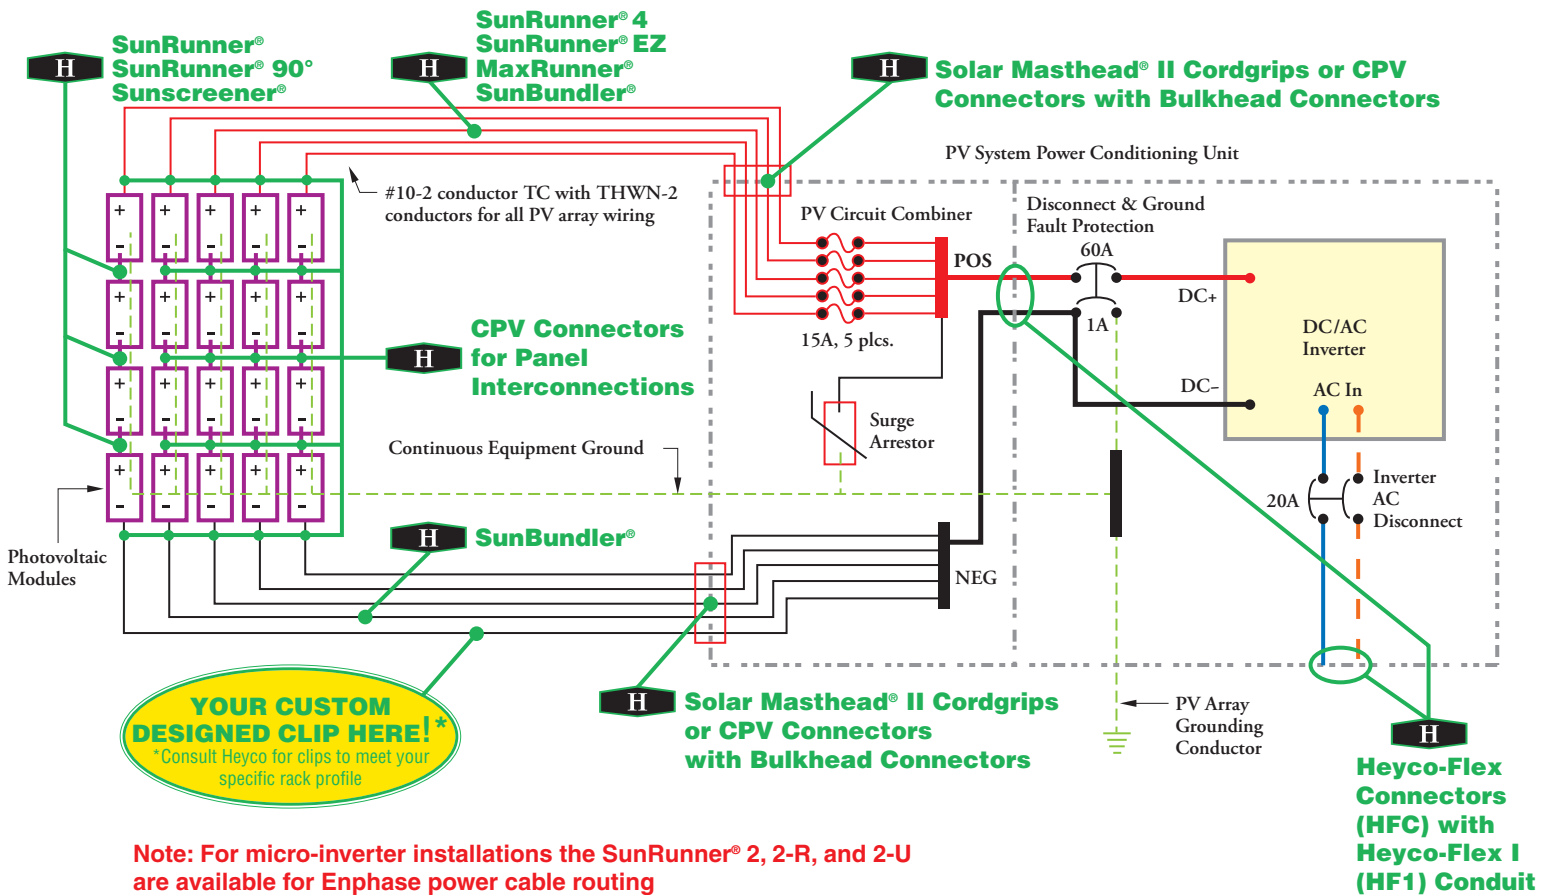 H
SunRunner®
SunRunner® 90°
Sunscreener®
H
SunRunner® 4
SunRunner® EZ
MaxRunner®
SunBundler®
H
Solar Masthead® II Cordgrips or CPV
Connectors with Bulkhead Connectors
PV System Power Conditioning Unit
#10-2 conductor TC with THWN-2
conductors for all PV array wiring
PV Circuit Combiner
Disconnect & Ground
Fault Protection
60A
POS
DC+
1A
15A, 5 plcs.
DC/AC
Inverter
DC–
AC In
+ + + + +
- - - - -
+ + + + +
- - - - -
+ + + + +
- - - - -
+ + + + +
- - - - -
H
CPV Connectors
for Panel
Interconnections
Surge
Arrestor
Continuous Equipment Ground
20A
Inverter
AC
Disconnect
Photovoltaic
Modules
H
SunBundler®
NEG
YOUR CUSTOM
DESIGNED CLIP HERE!*
*Consult Heyco for clips to meet your
specific rack profile
H
Solar Masthead® II Cordgrips
or CPV Connectors
with Bulkhead Connectors
PV Array
Grounding
Conductor
H
Heyco-Flex
Connectors
(HFC) with
Heyco-Flex I
(HF1) Conduit
Note: For micro-inverter installations the SunRunner® 2, 2-R, and 2-U
are available for Enphase power cable routing